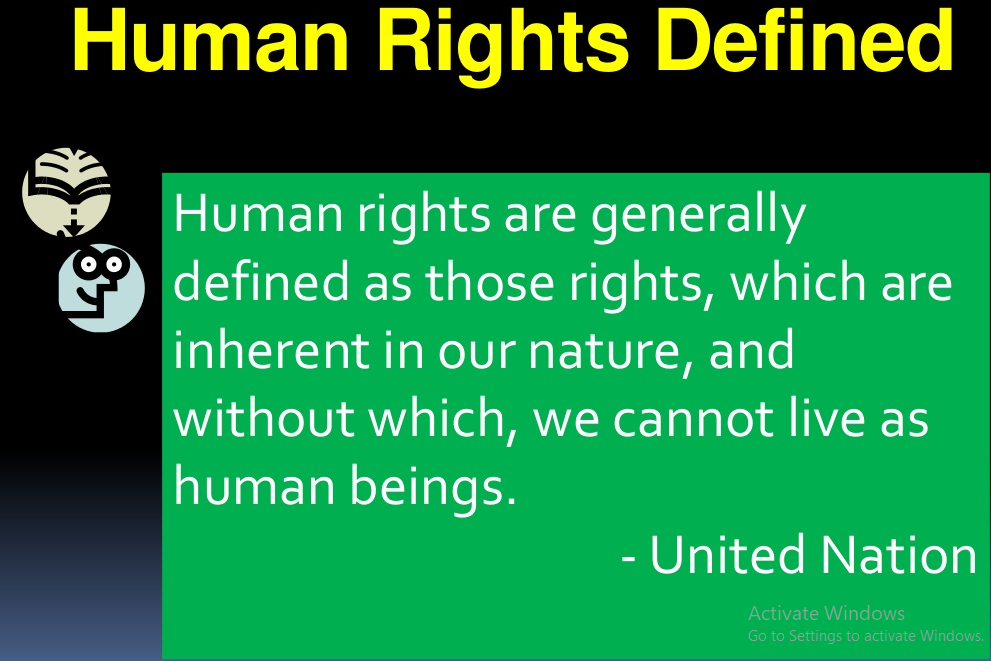 Human Rights Defined
Human rights are generally
defined as those rights, which are
inherent in our nature, and
without which, we cannot live as
human beings.
- United Nation
Activate Windows
Go to Settings to activate Windows.